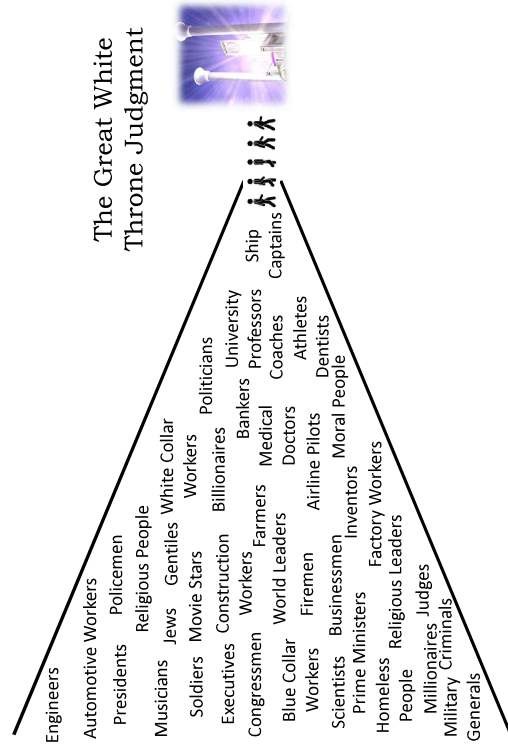 The Great White
Throne Judgment
Engineers
Automotive Workers
Presidents
Policemen
Religious People
Musicians
Jews
Gentiles
White Collar
Workers
Politicians
Soldiers
Movie Stars
Billionaires
University
Professors
Ship
Captains
Executives
Construction
Workers
Bankers
Congressmen
Farmers
Medical
Doctors
Coaches
Athletes
World Leaders
Airline Pilots
Dentists
Blue Collar
Workers
Firemen
Moral People
Scientists
Businessmen
Inventors
Prime Ministers
Factory Workers
Homeless
People
Religious Leaders
Millionaires
Judges
Military
Generals
Criminals